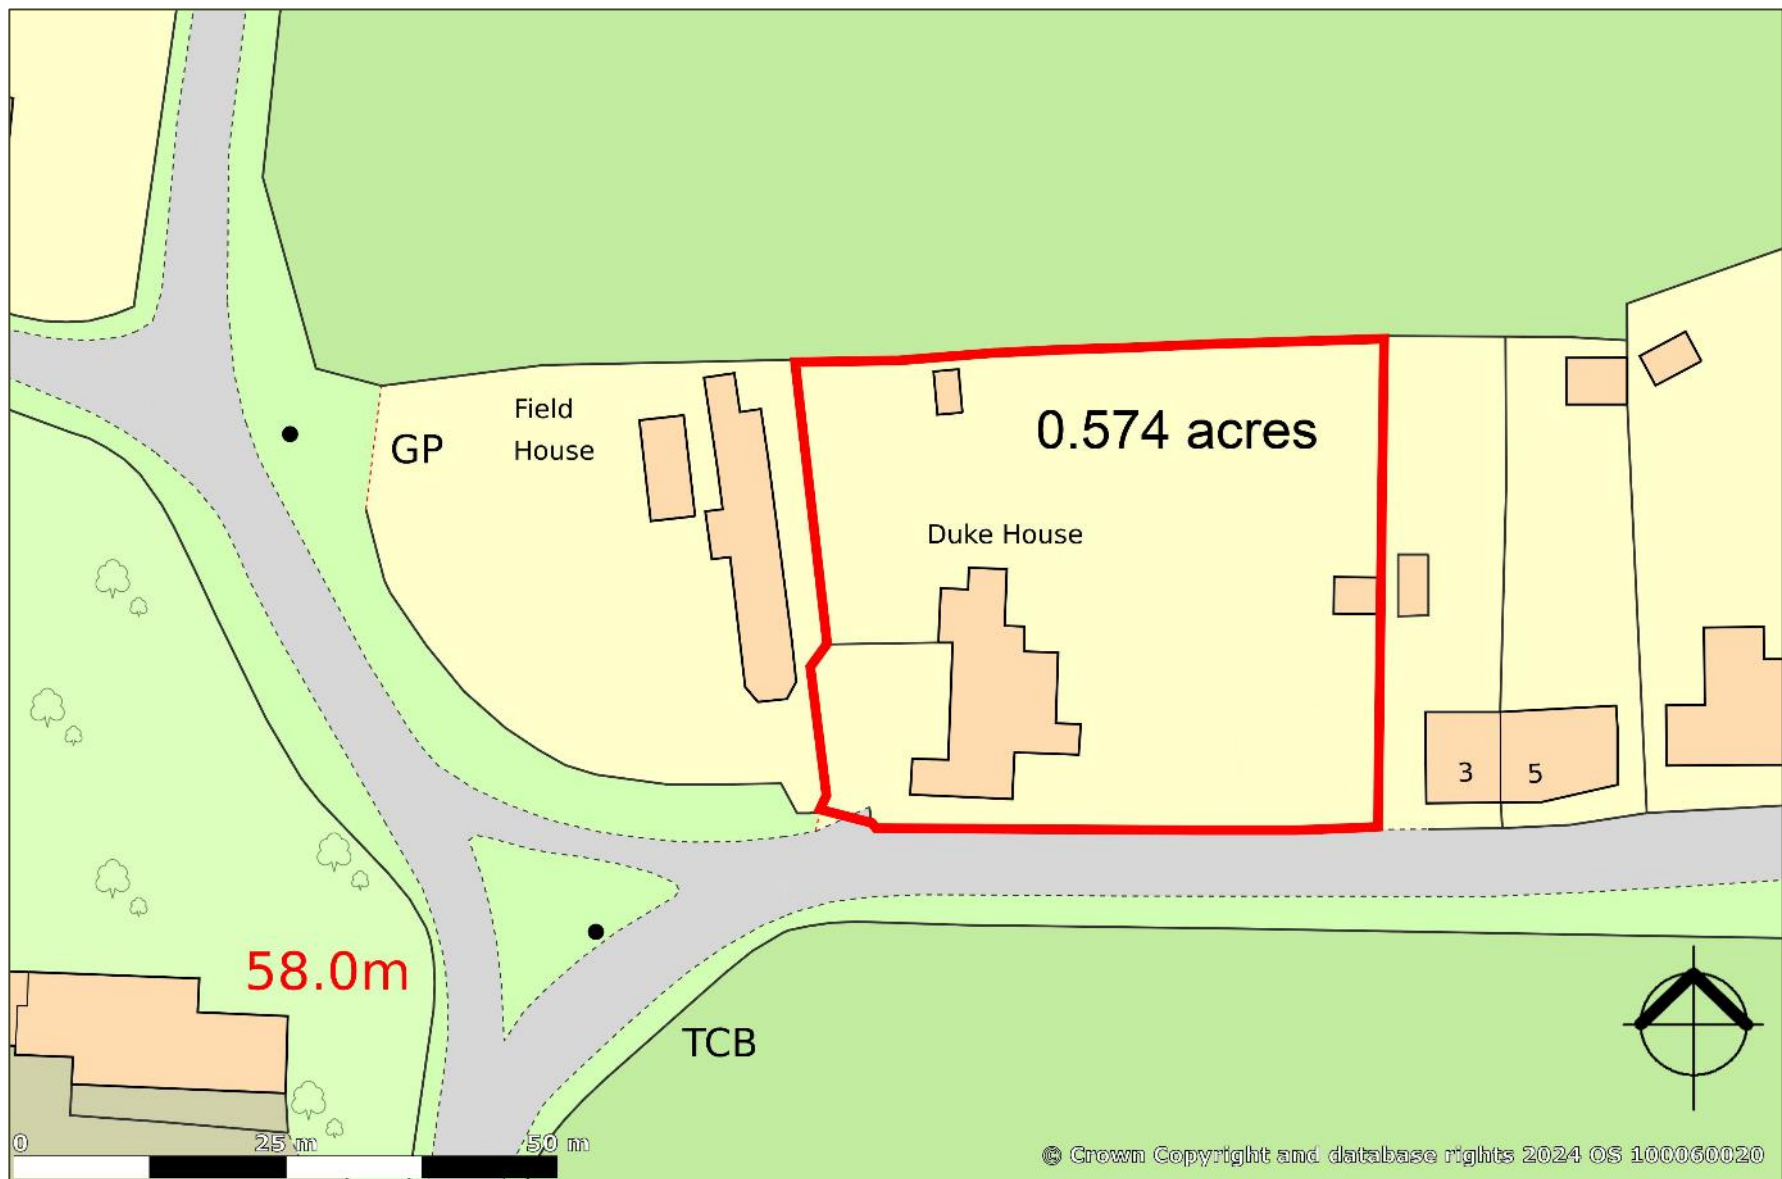 Field
House
GP
0.574 acres
Duke House
3
5
58.0m
TCB
0
25 m
50 m
© Crown Copyright and database rights 2024 OS 100060020